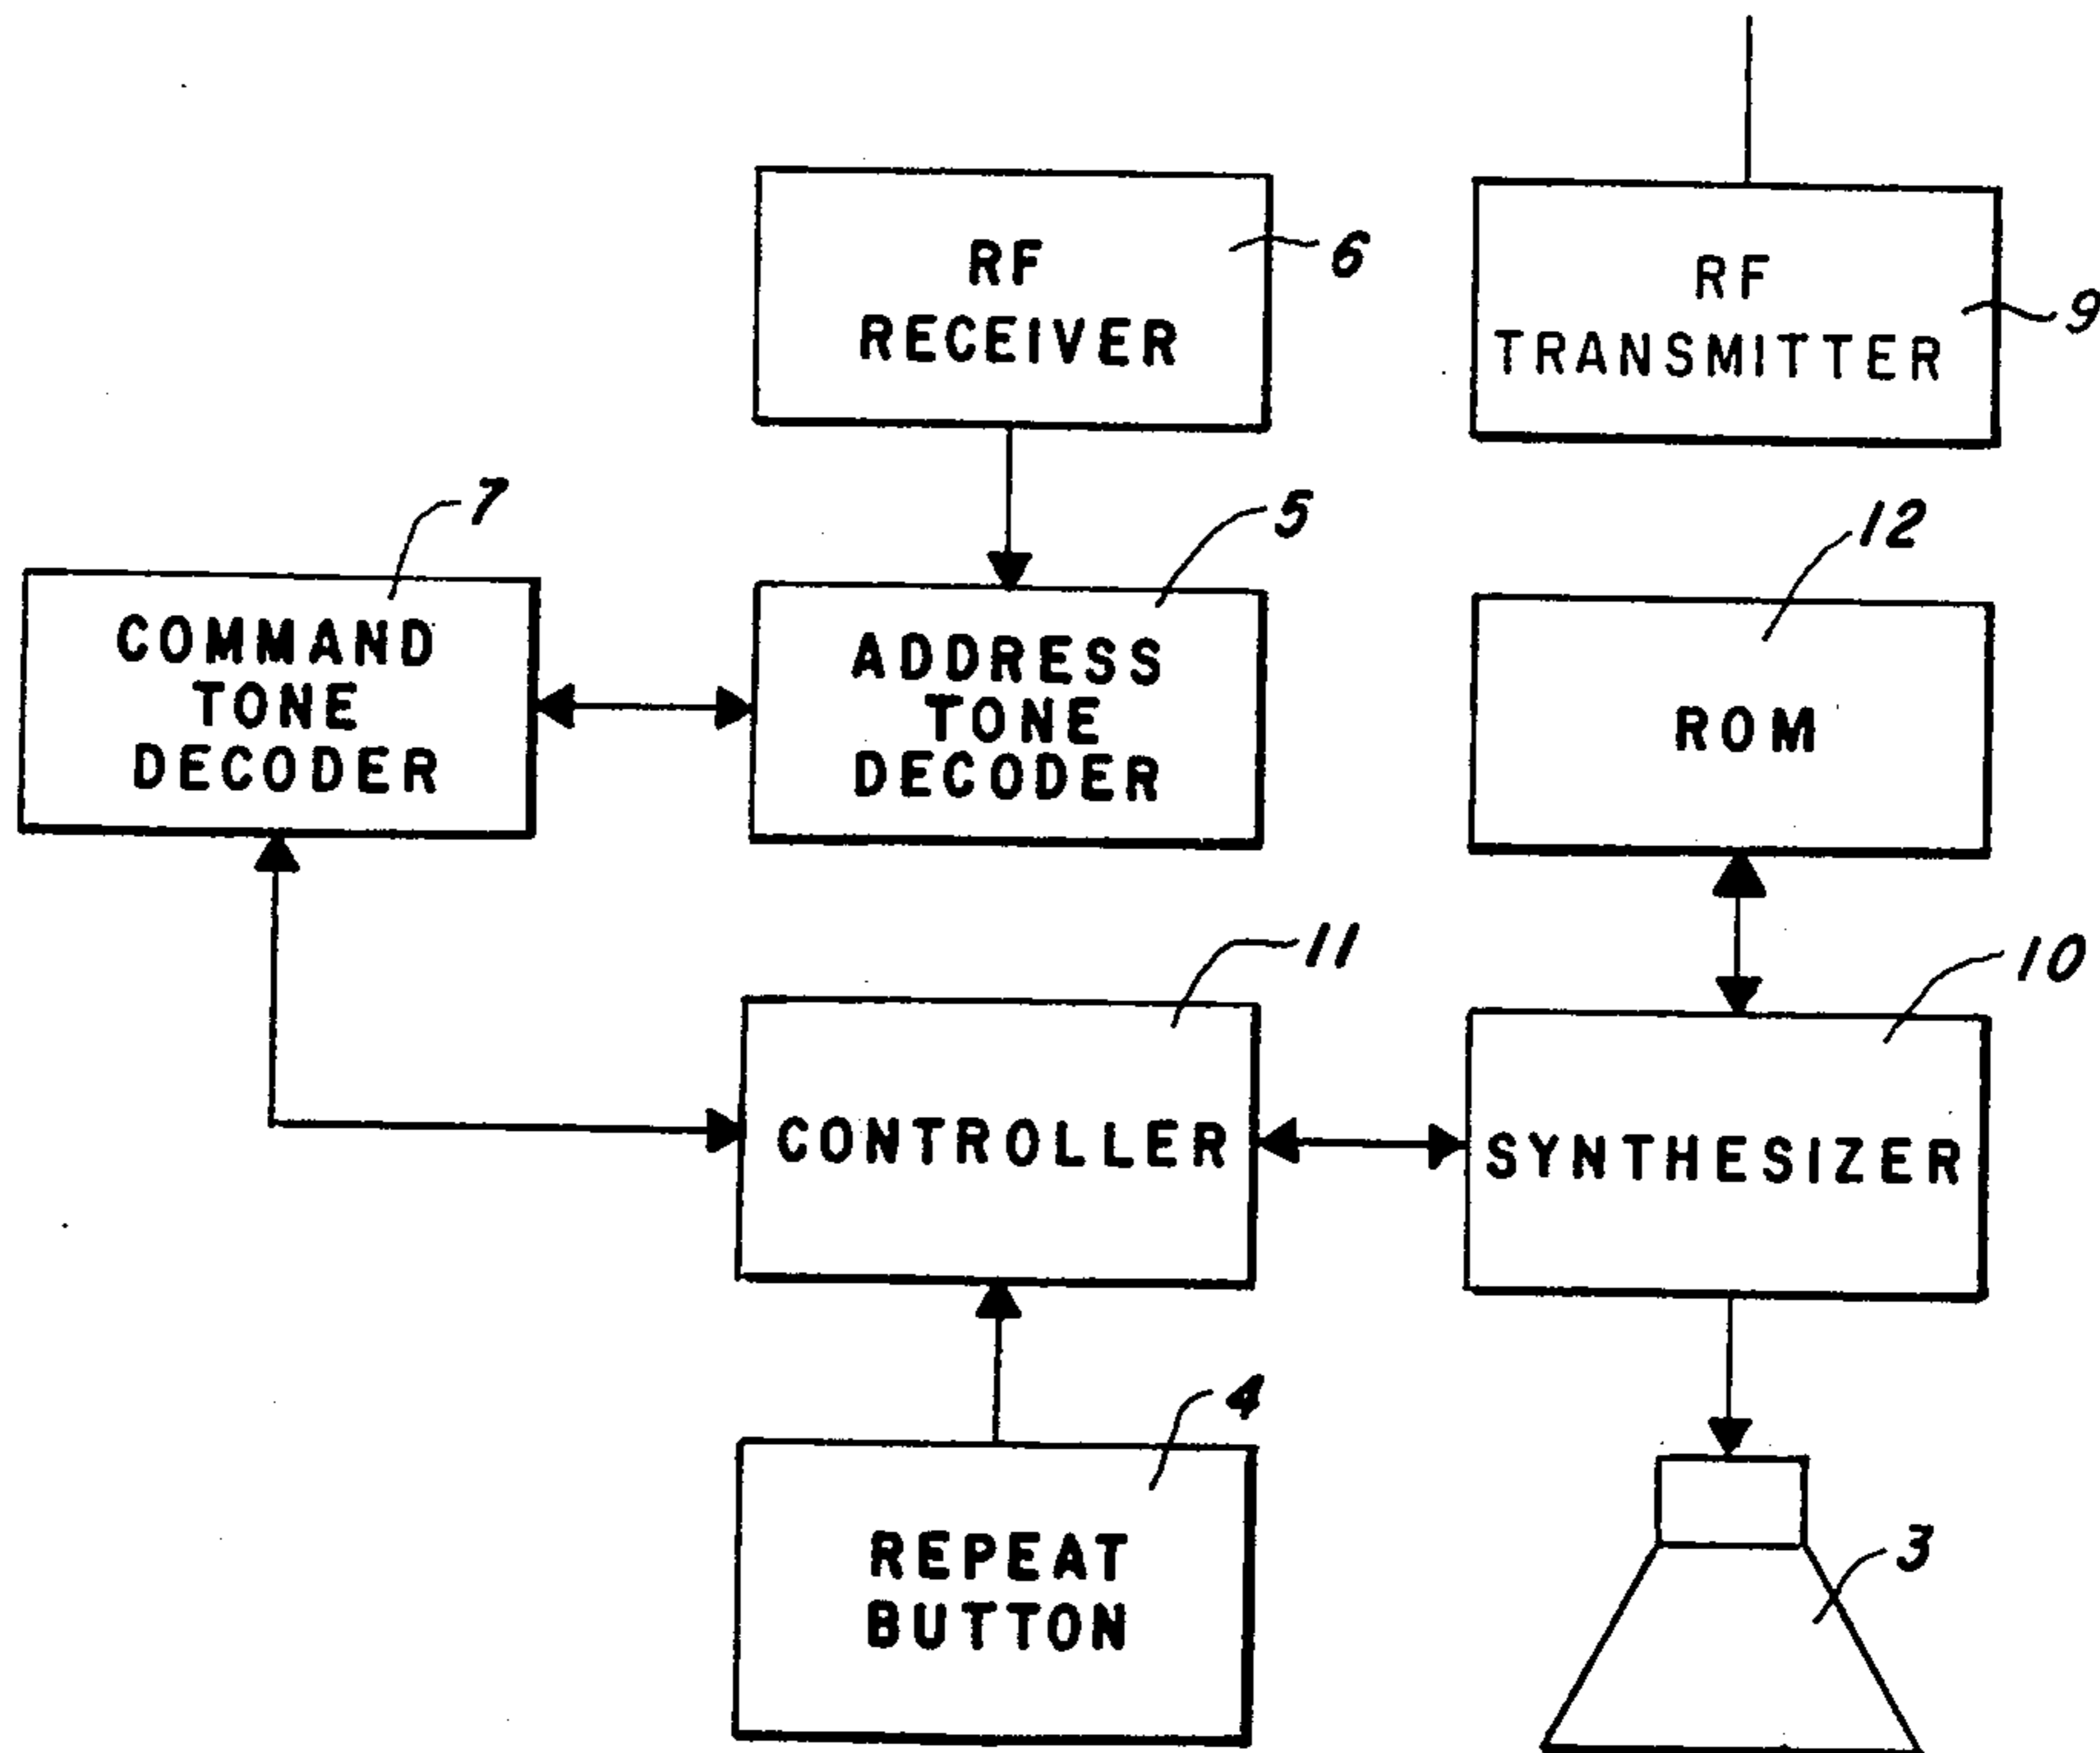 RF
RECEIVER
6
RF
TRANSMITTER
9
7
COMMAND
TONE
DECODER
5
ADDRESS
TONE
DECODER
12
ROM
11
CONTROLLER
10
SYNTHESIZER
4
REPEAT
BUTTON
3